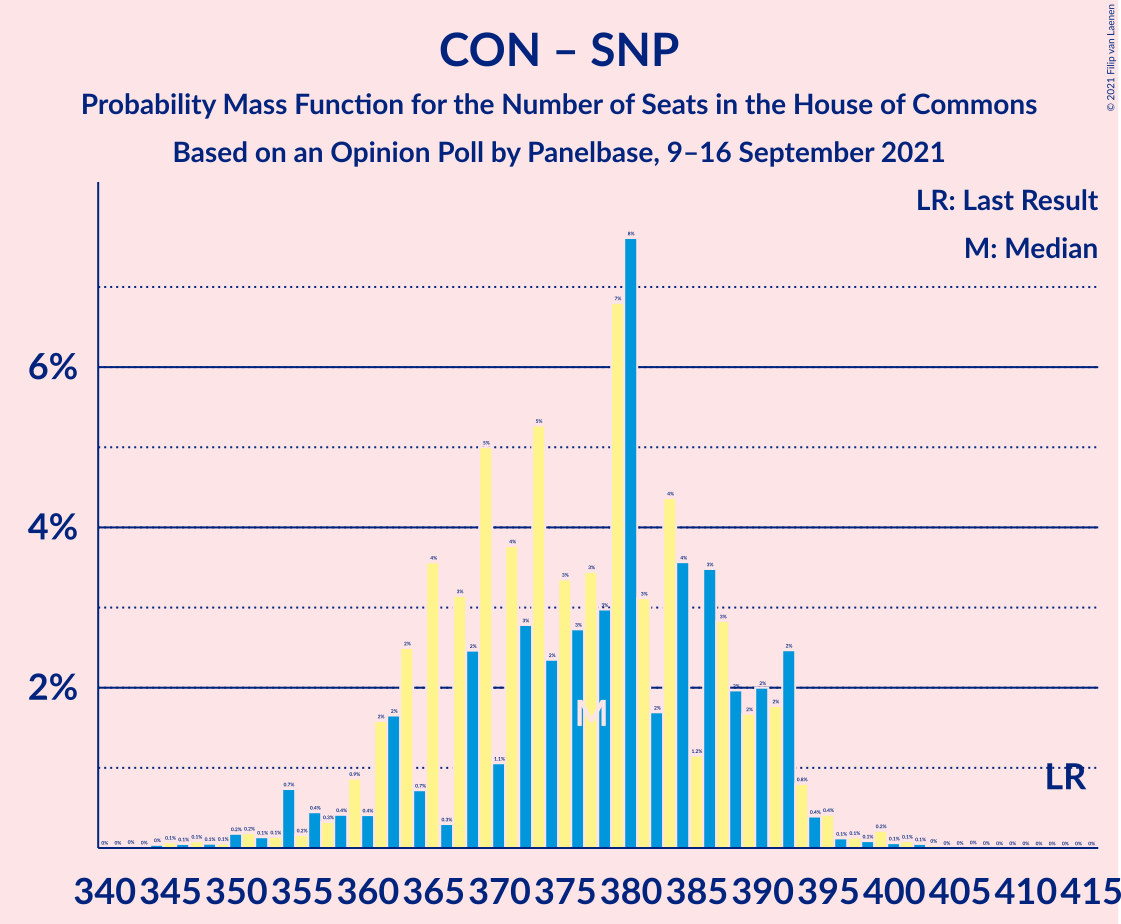 CON – SNP
Probability Mass Function for the Number of Seats in the House of Commons
Based on an Opinion Poll by Panelbase, 9–16 September 2021
© 2021 Filip van Laenen
LR: Last Result
M: Median
6%
4%
2%
M
LR
340 345 350 355 360 365 370 375 380 385 390 395 400 405 410 415